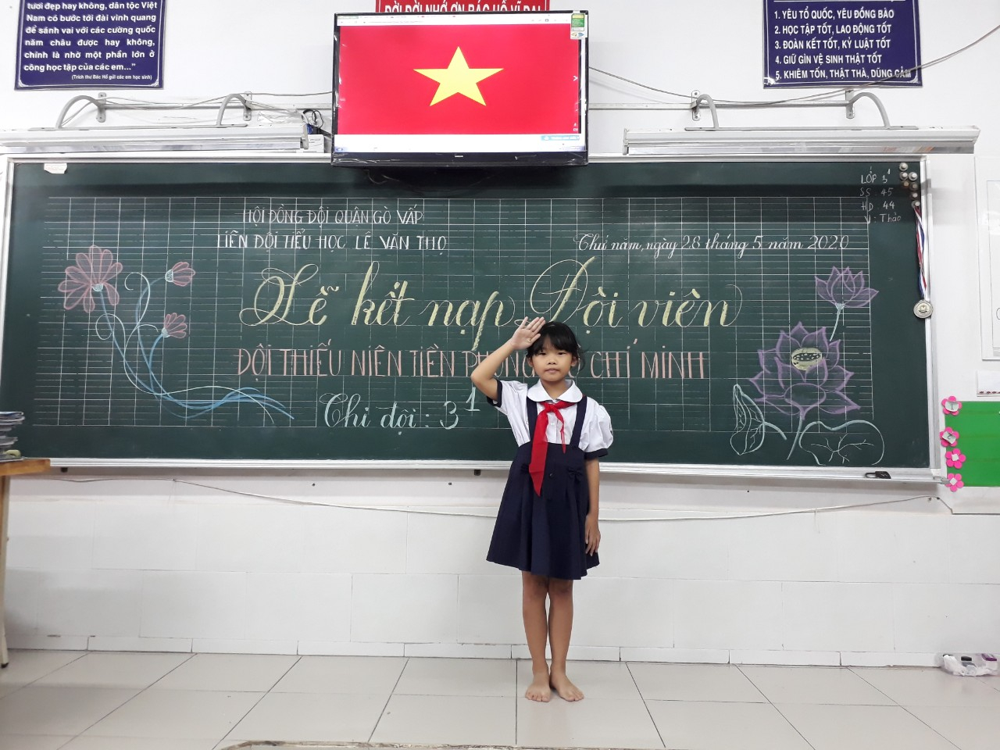 tươi đẹp hay không, dân tộc Việt
Nam có bước tới đài vinh quang
để sánh vai với các cường quốc
năm châu được hay không,
chính là nhờ một phần lớn ở
công học tập của các em..."
(Trích thư Bác Hồ gửi các em học sinh)
ĐỜI ĐỜI NHỚ ƠN BÁC HỒ VĨ ĐẠI
1. YÊU TỔ QUỐC, YÊU ĐỒNG BÀO
2. HỌC TẬP TỐT, LAO ĐỘNG TỐT
3. ĐOÀN KẾT TỐT, KỶ LUẬT TỐT
4. GIỮ GÌN VỆ SINH THẬT TỐT
5. KHIÊM TỐN, THẬT THÀ, DŨNG CẢM
LỚP 3¹
SS: 45
HD: 44
V: Thảo
HỘI ĐỒNG ĐỘI QUẬN GÒ VẤP
LIÊN ĐỘI TIỂU HỌC LÊ VĂN THỌ
Thứ năm, ngày 28 tháng 5 năm 2020
Lễ kết nạp Đội viên
ĐỘI THIẾU NIÊN TIỀN PHONG CHÍ MINH
Chi đội : 3¹